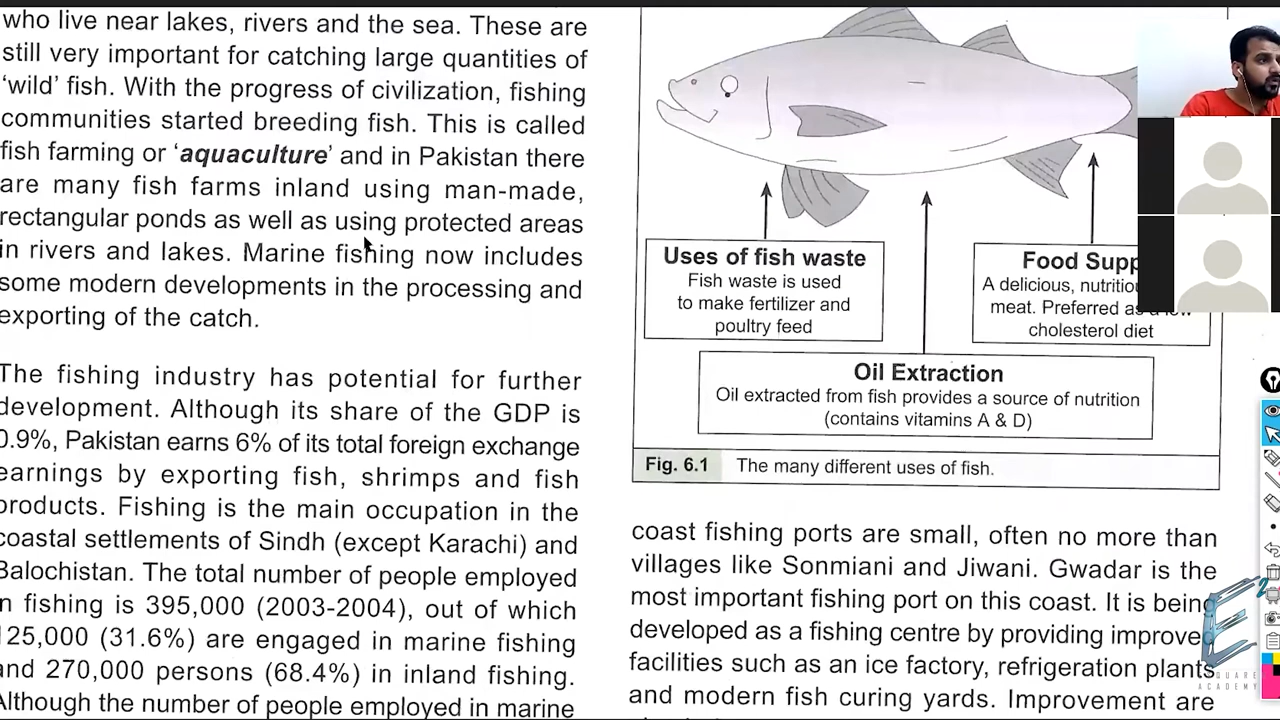 who live near lakes, rivers and the sea. These are
still very important for catching large quantities of
'wild' fish. With the progress of civilization, fishing
communities started breeding fish. This is called
fish farming or 'aquaculture' and in Pakistan there
are many fish farms inland using man-made,
rectangular ponds as well as using protected areas
in rivers and lakes. Marine fishing now includes
some modern developments in the processing and
exporting of the catch.
The fishing industry has potential for further
development. Although its share of the GDP is
0.9%, Pakistan earns 6% of its total foreign exchange
earnings by exporting fish, shrimps and fish
products. Fishing is the main occupation in the
coastal settlements of Sindh (except Karachi) and
Balochistan. The total number of people employed
in fishing is 395,000 (2003-2004), out of which
125,000 (31.6%) are engaged in marine fishing
and 270,000 persons (68.4%) in inland fishing.
Although the number of people employed in marine
Uses of fish waste
Fish waste is used
to make fertilizer and
poultry feed
Food Supp
A delicious, nutritio
meat. Preferred as a low
cholesterol diet
Oil Extraction
Oil extracted from fish provides a source of nutrition
(contains vitamins A & D)
Fig. 6.1 The many different uses of fish.
coast fishing ports are small, often no more than
villages like Sonmiani and Jiwani. Gwadar is the
most important fishing port on this coast. It is being
developed as a fishing centre by providing improved
facilities such as an ice factory, refrigeration plants
and modern fish curing yards. Improvement are
SQUARE
ACADEMY